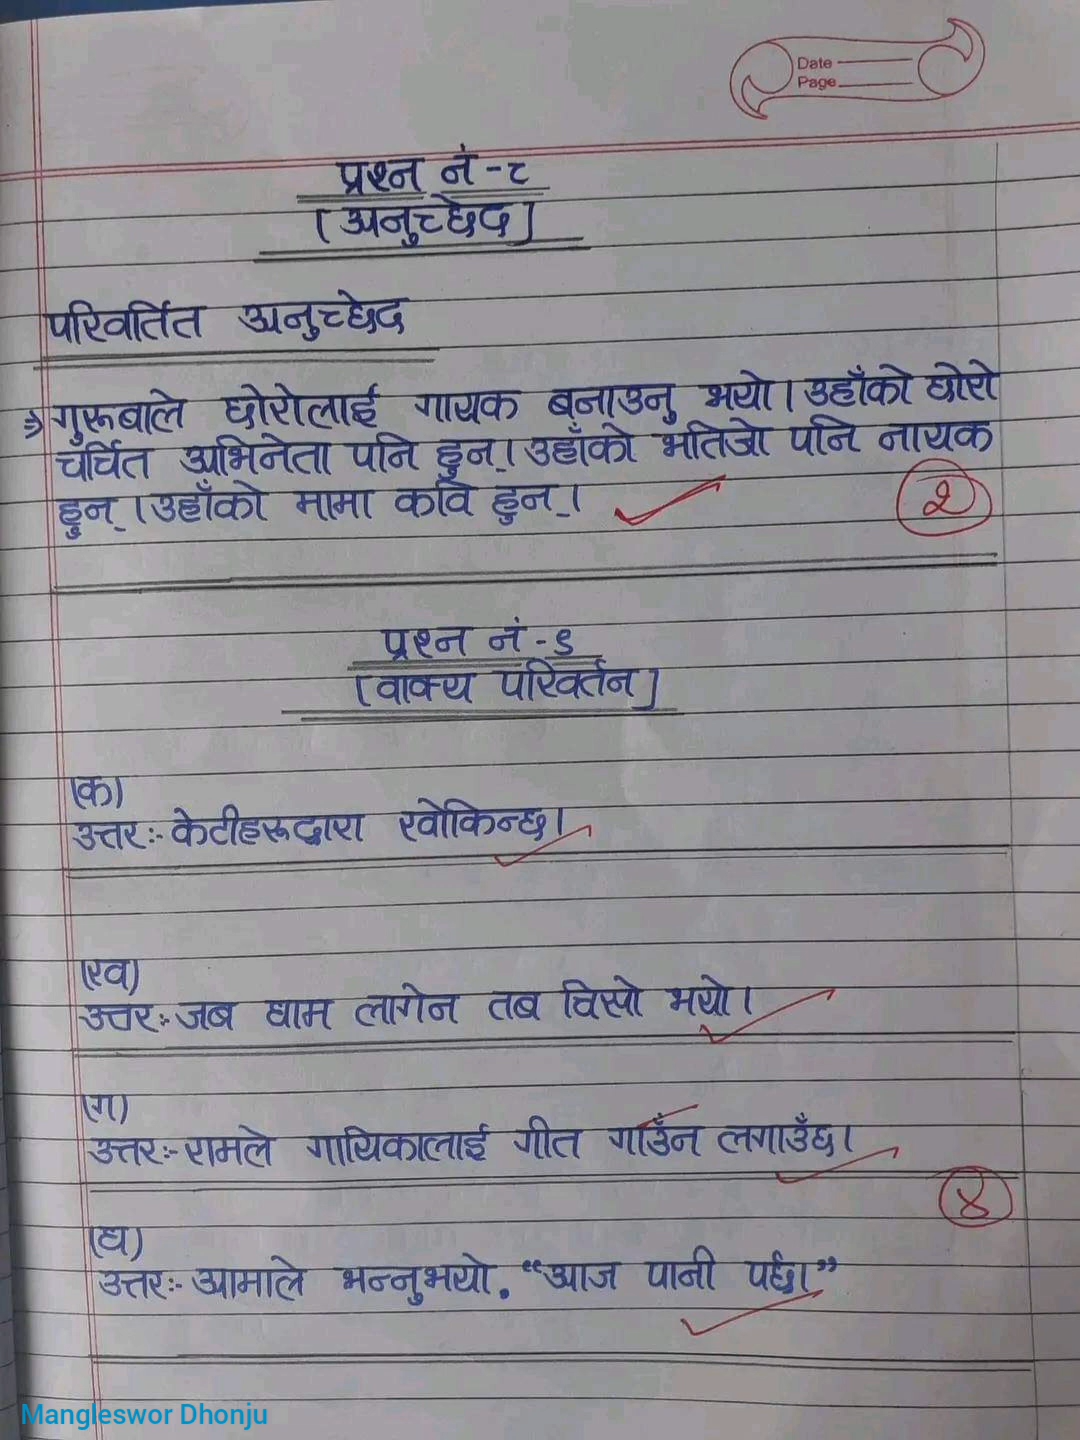 Date
Page
प्रश्न नं-८
[अनुच्छेद]
परिवर्तित अनुच्छेद
⇒ गुरूबाले छोरोलाई गायक बनाउनु भयो। उहाँको छोरो
चर्चित अभिनेता पनि हुन्। उहाँको भतिजो पनि नायक
हुन्। उहाँको मामा कवि हुन्।
२
प्रश्न नं-९
[वाक्य परिवर्तन]
(क)
उत्तर:- केटीहरूद्वारा खोकिन्छ।
(ख)
उत्तर:- जब घाम लागेन तब चिसो भयो।
(ग)
उत्तर:- रामले गायिकालाई गीत गाउँन लगाउँछ।
४
(घ)
उत्तर:- आमाले भन्नुभयो. “आज पानी पर्छ।”
Mangleswor Dhonju